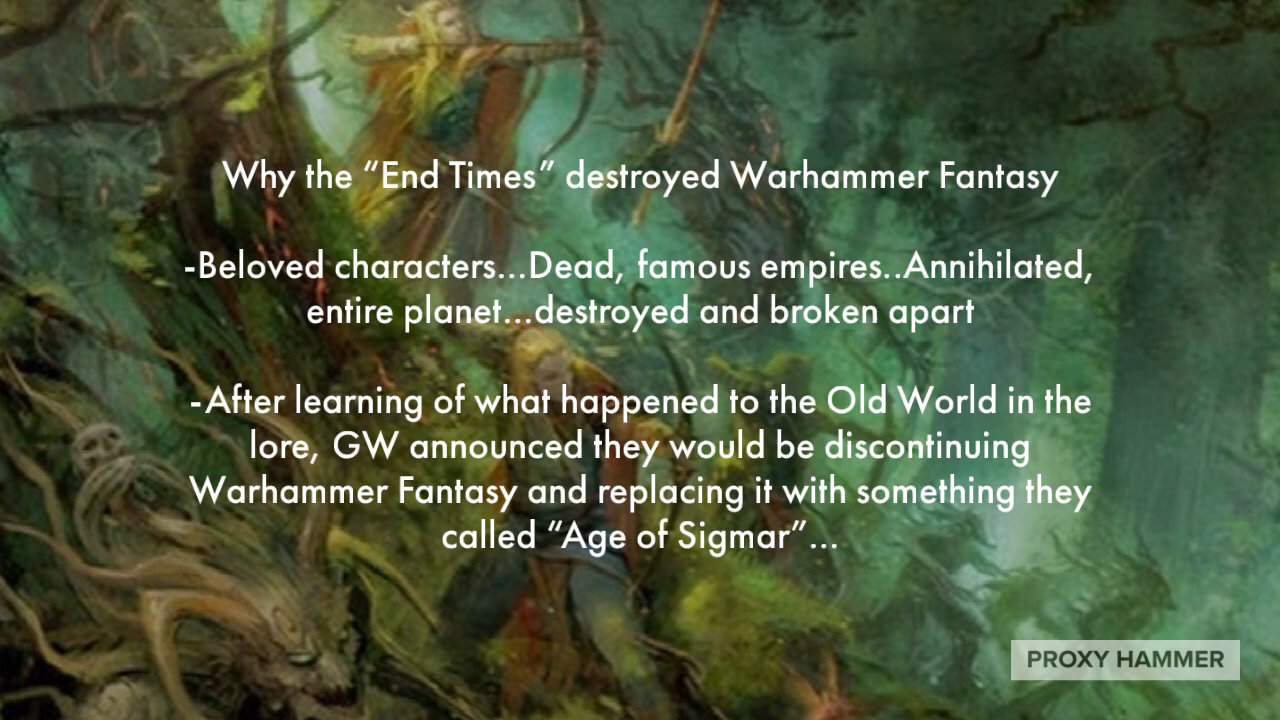 Why the “End Times” destroyed Warhammer Fantasy
-Beloved characters...Dead, famous empires..Annihilated,
entire planet...destroyed and broken apart
-After learning of what happened to the Old World in the
lore, GW announced they would be discontinuing
Warhammer Fantasy and replacing it with something they
called “Age of Sigmar”...
PROXY HAMMER